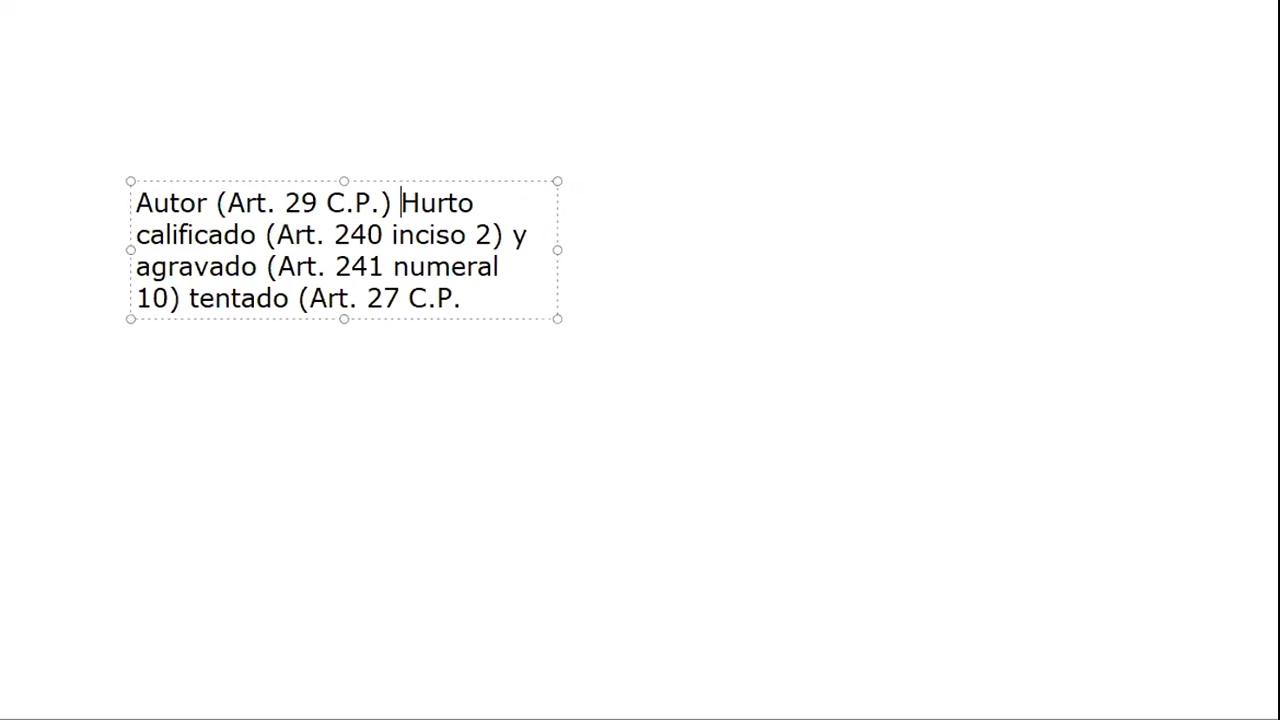 Autor (Art. 29 C.P.) Hurto
calificado (Art. 240 inciso 2) y
agravado (Art. 241 numeral
10) tentado (Art. 27 C.P.